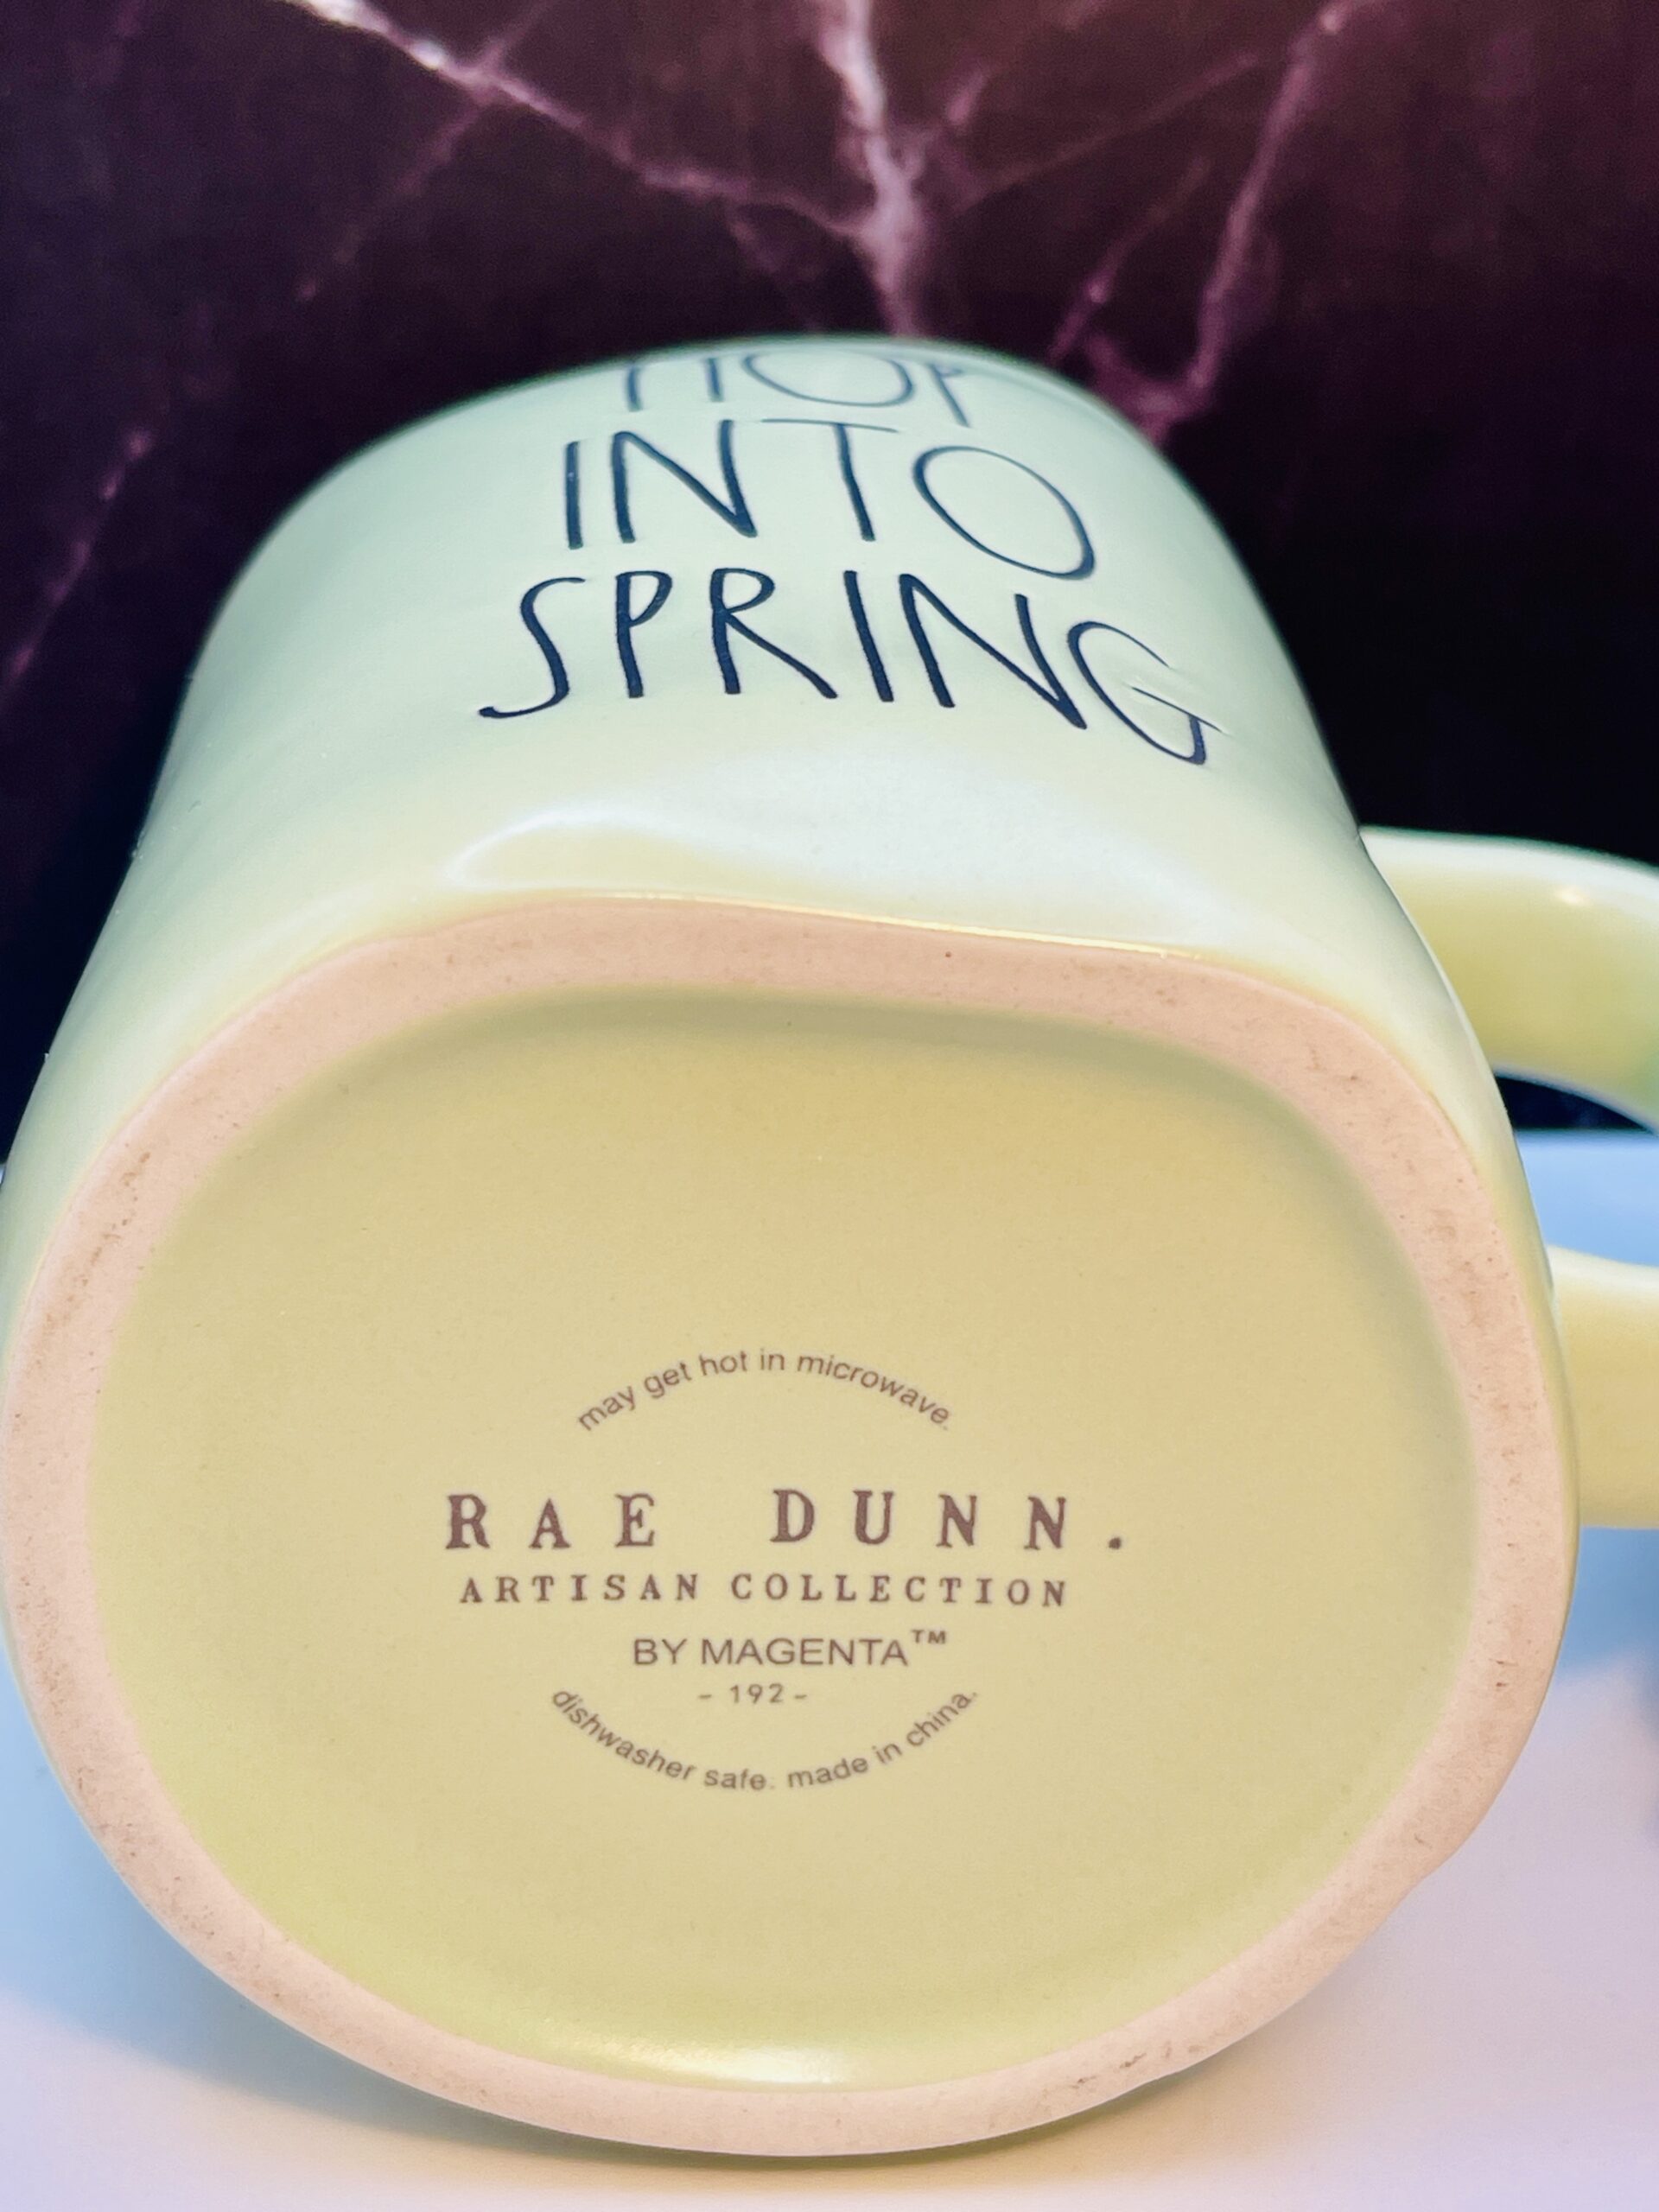 HOP
INTO
SPRING
may get hot in microwave.
RAE DUNN.
ARTISAN COLLECTION
BY MAGENTA™
- 192 -
dishwasher safe. made in china.